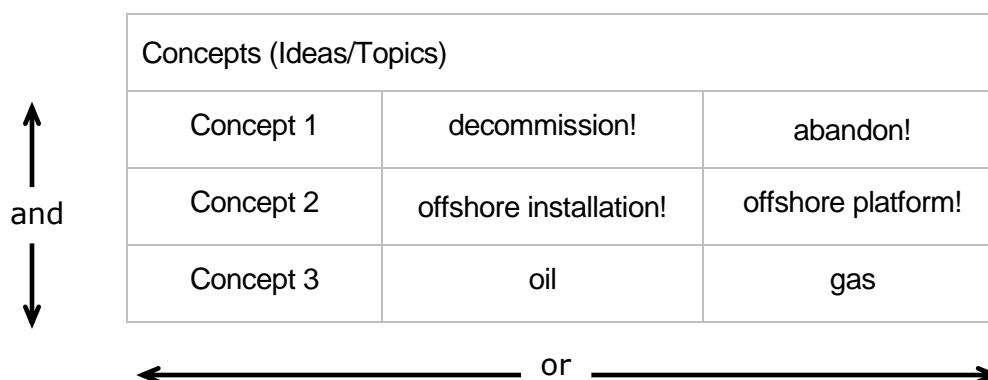 Concepts (Ideas/Topics)
Concept 1 decommission! abandon!
and Concept 2 offshore installation! offshore platform!
Concept 3 oil gas
or